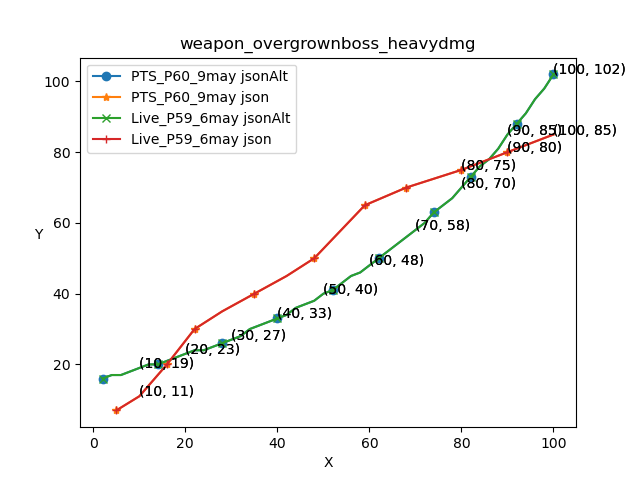 weapon_overgrownboss_heavydmg
PTS_P60_9may jsonAlt
PTS_P60_9may json
Live_P59_6may jsonAlt
Live_P59_6may json
Y
100
80
60
40
20
(100, 102)
(90, 85)
(100, 85)
(90, 80)
(80, 75)
(80, 70)
(70, 58)
(60, 48)
(50, 40)
(40, 33)
(30, 27)
(20, 23)
(10, 19)
(10, 11)
0 20 40 60 80 100
X